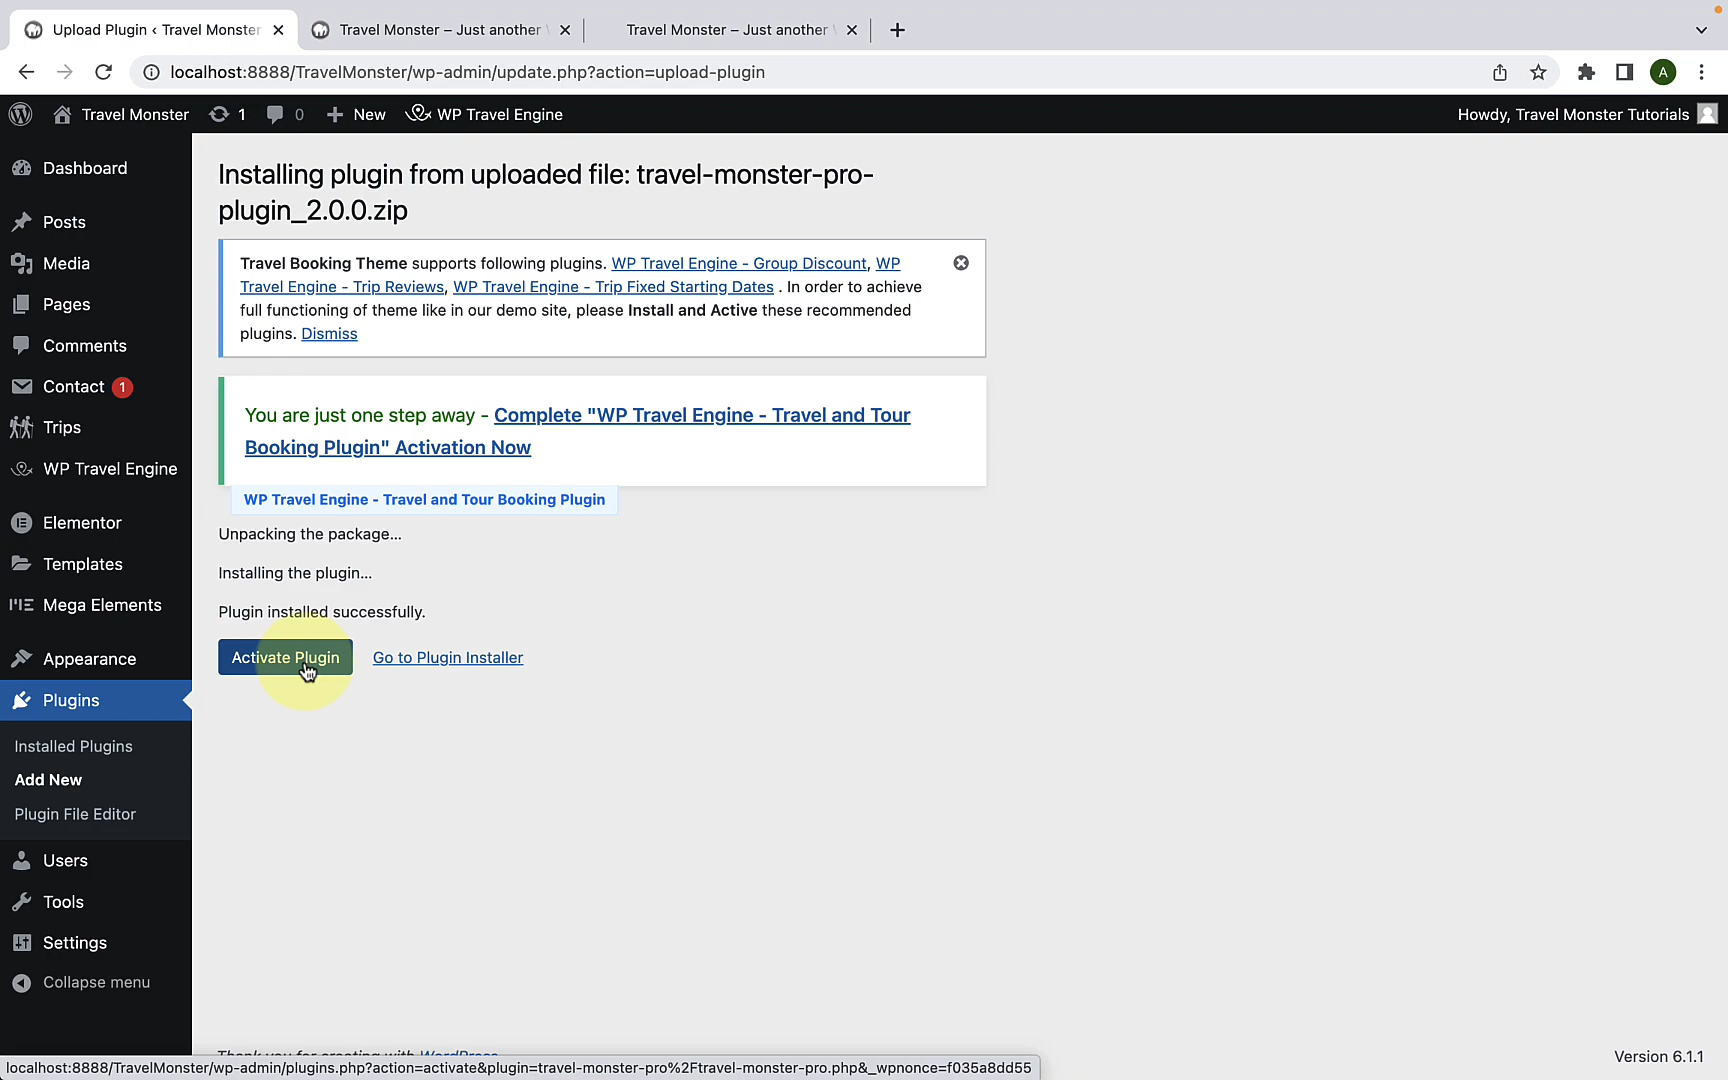 Upload Plugin ‹ Travel Monster
Travel Monster – Just another
Travel Monster – Just another
localhost:8888/TravelMonster/wp-admin/update.php?action=upload-plugin
A
Travel Monster
1
0
New
WP Travel Engine
Howdy, Travel Monster Tutorials
Dashboard
Posts
Media
Pages
Comments
Contact 1
Trips
WP Travel Engine
Elementor
Templates
Mega Elements
Appearance
Plugins
Installed Plugins
Add New
Plugin File Editor
Users
Tools
Settings
Collapse menu
Installing plugin from uploaded file: travel-monster-pro-
plugin_2.0.0.zip
Travel Booking Theme supports following plugins. WP Travel Engine - Group Discount, WP
Travel Engine - Trip Reviews, WP Travel Engine - Trip Fixed Starting Dates . In order to achieve
full functioning of theme like in our demo site, please Install and Active these recommended
plugins. Dismiss
You are just one step away - Complete "WP Travel Engine - Travel and Tour
Booking Plugin" Activation Now
WP Travel Engine - Travel and Tour Booking Plugin
Unpacking the package...
Installing the plugin...
Plugin installed successfully.
Activate Plugin
Go to Plugin Installer
Thank you for creating with WordPress
Version 6.1.1
localhost:8888/TravelMonster/wp-admin/plugins.php?action=activate&plugin=travel-monster-pro%2Ftravel-monster-pro.php&_wpnonce=f035a8dd55